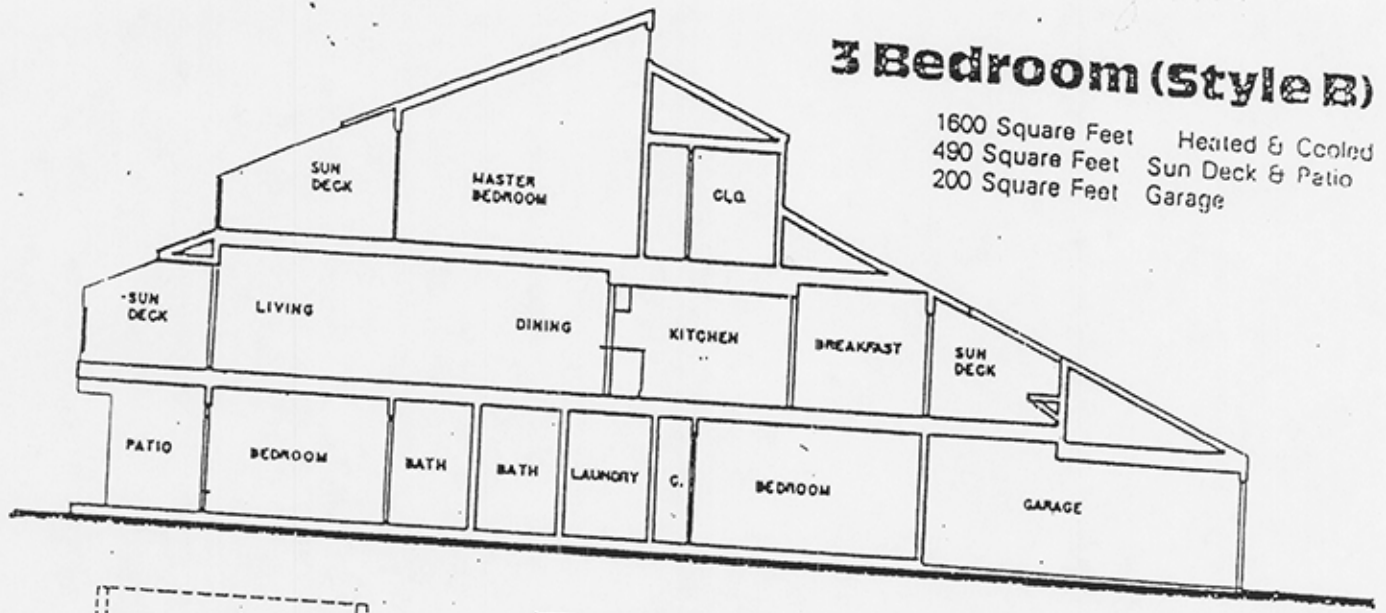 3 Bedroom (Style B)
1600 Square Feet Heated & Cooled
490 Square Feet Sun Deck & Patio
200 Square Feet Garage
SUN
DECK
MASTER
BEDROOM
CLO.
SUN
DECK
LIVING
DINING
KITCHEN
BREAKFAST
SUN
DECK
PATIO
BEDROOM
BATH
BATH
LAUNDRY
C.
BEDROOM
GARAGE